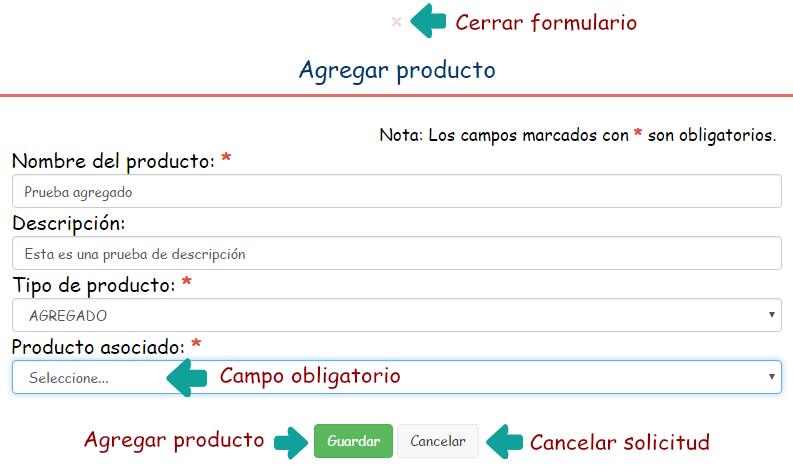 × Cerrar formulario
Agregar producto
Nota: Los campos marcados con * son obligatorios.
Nombre del producto: *
Prueba agregado
Descripción:
Esta es una prueba de descripción
Tipo de producto: *
AGREGADO
Producto asociado: *
Seleccione... Campo obligatorio
Agregar producto Guardar Cancelar Cancelar solicitud